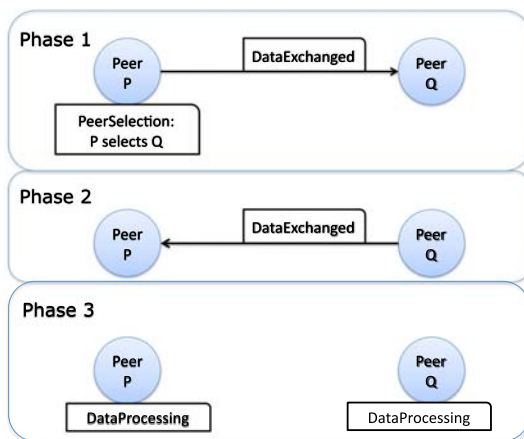 Phase 1
DataExchanged
Peer
P
Peer
Q
PeerSelection:
P selects Q
Phase 2
DataExchanged
Peer
P
Peer
Q
Phase 3
Peer
P
Peer
Q
DataProcessing
DataProcessing